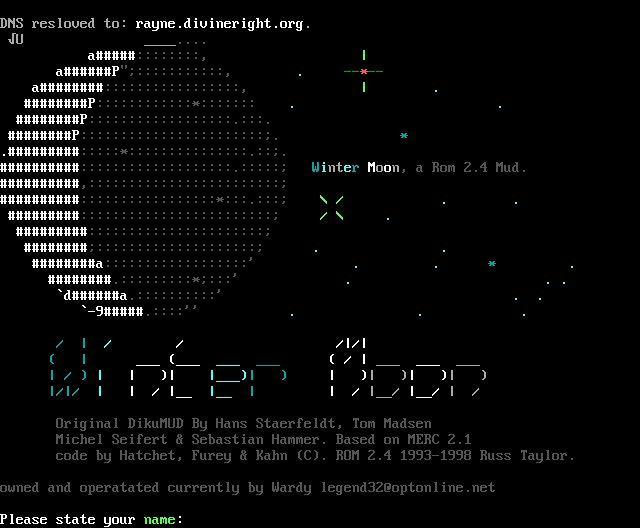 DNS resloved to: rayne.divineright.org.
Winter Moon, a Rom 2.4 Mud.
Winter Moon
Original DikuMUD By Hans Staerfeldt, Tom Madsen
Michel Seifert & Sebastian Hammer. Based on MERC 2.1
code by Hatchet, Furey & Kahn (C). ROM 2.4 1993-1998 Russ Taylor.
owned and operatated currently by Wardy legend32@optonline.net
Please state your name: